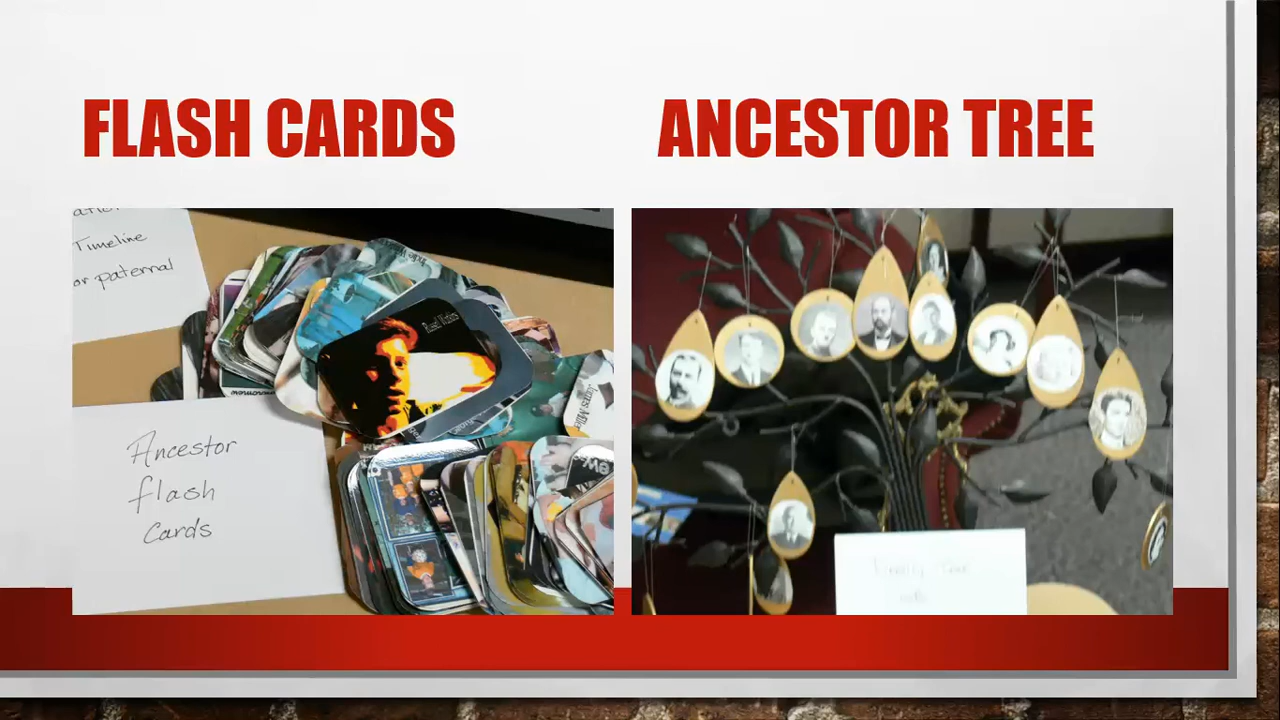 FLASH CARDS
ANCESTOR TREE
Timeline
or paternal
Ancestor
flash
cards